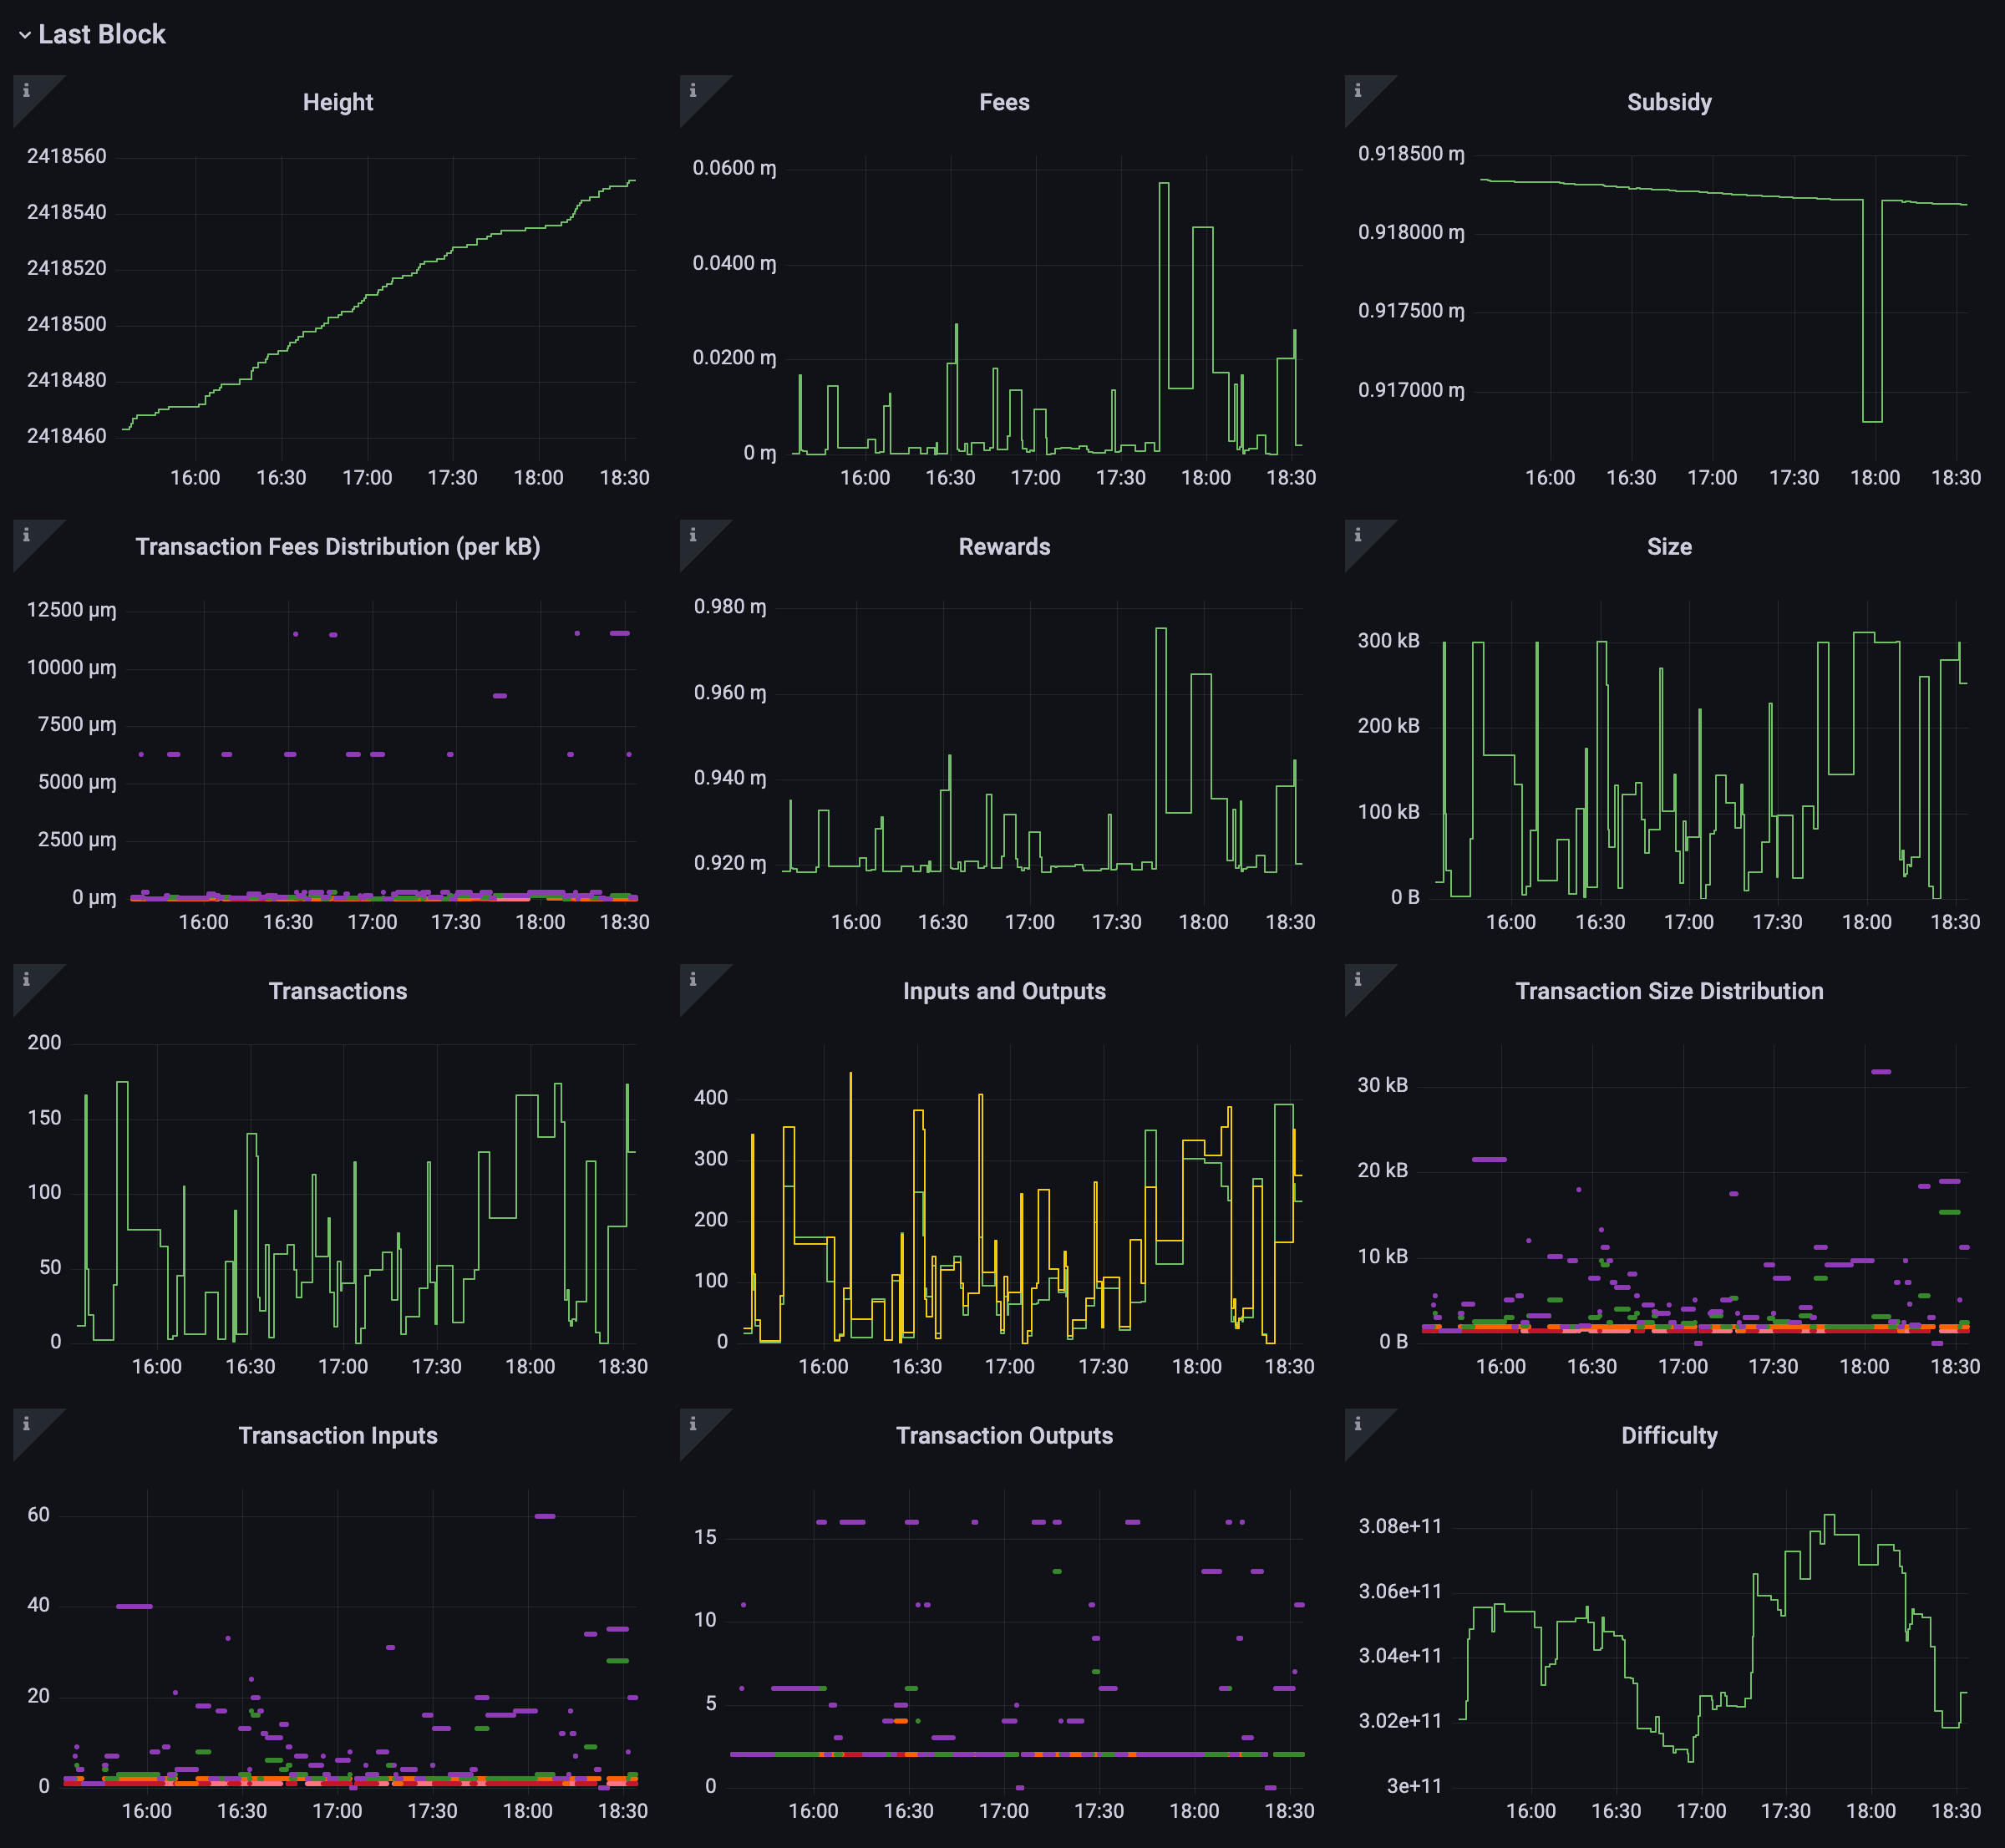 Last Block
Height
2418560
2418540
2418520
2418500
2418480
2418460
16:00 16:30 17:00 17:30 18:00 18:30
Fees
0.0600 ɱ
0.0400 ɱ
0.0200 ɱ
0 ɱ
16:00 16:30 17:00 17:30 18:00 18:30
Subsidy
0.918500 ɱ
0.918000 ɱ
0.917500 ɱ
0.917000 ɱ
16:00 16:30 17:00 17:30 18:00 18:30
Transaction Fees Distribution (per kB)
12500 µɱ
10000 µɱ
7500 µɱ
5000 µɱ
2500 µɱ
0 µɱ
16:00 16:30 17:00 17:30 18:00 18:30
Rewards
0.980 ɱ
0.960 ɱ
0.940 ɱ
0.920 ɱ
16:00 16:30 17:00 17:30 18:00 18:30
Size
300 kB
200 kB
100 kB
0 B
16:00 16:30 17:00 17:30 18:00 18:30
Transactions
200
150
100
50
0
16:00 16:30 17:00 17:30 18:00 18:30
Inputs and Outputs
400
300
200
100
0
16:00 16:30 17:00 17:30 18:00 18:30
Transaction Size Distribution
30 kB
20 kB
10 kB
0 B
16:00 16:30 17:00 17:30 18:00 18:30
Transaction Inputs
60
40
20
0
16:00 16:30 17:00 17:30 18:00 18:30
Transaction Outputs
15
10
5
0
16:00 16:30 17:00 17:30 18:00 18:30
Difficulty
3.08e+11
3.06e+11
3.04e+11
3.02e+11
3e+11
16:00 16:30 17:00 17:30 18:00 18:30